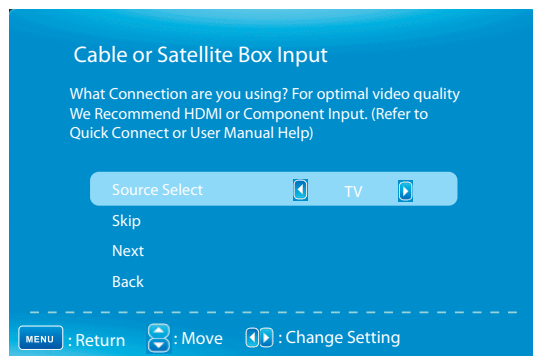 Cable or Satellite Box Input
What Connection are you using? For optimal video quality
We Recommend HDMI or Component Input. (Refer to
Quick Connect or User Manual Help)
Source Select TV
Skip
Next
Back
MENU : Return : Move : Change Setting